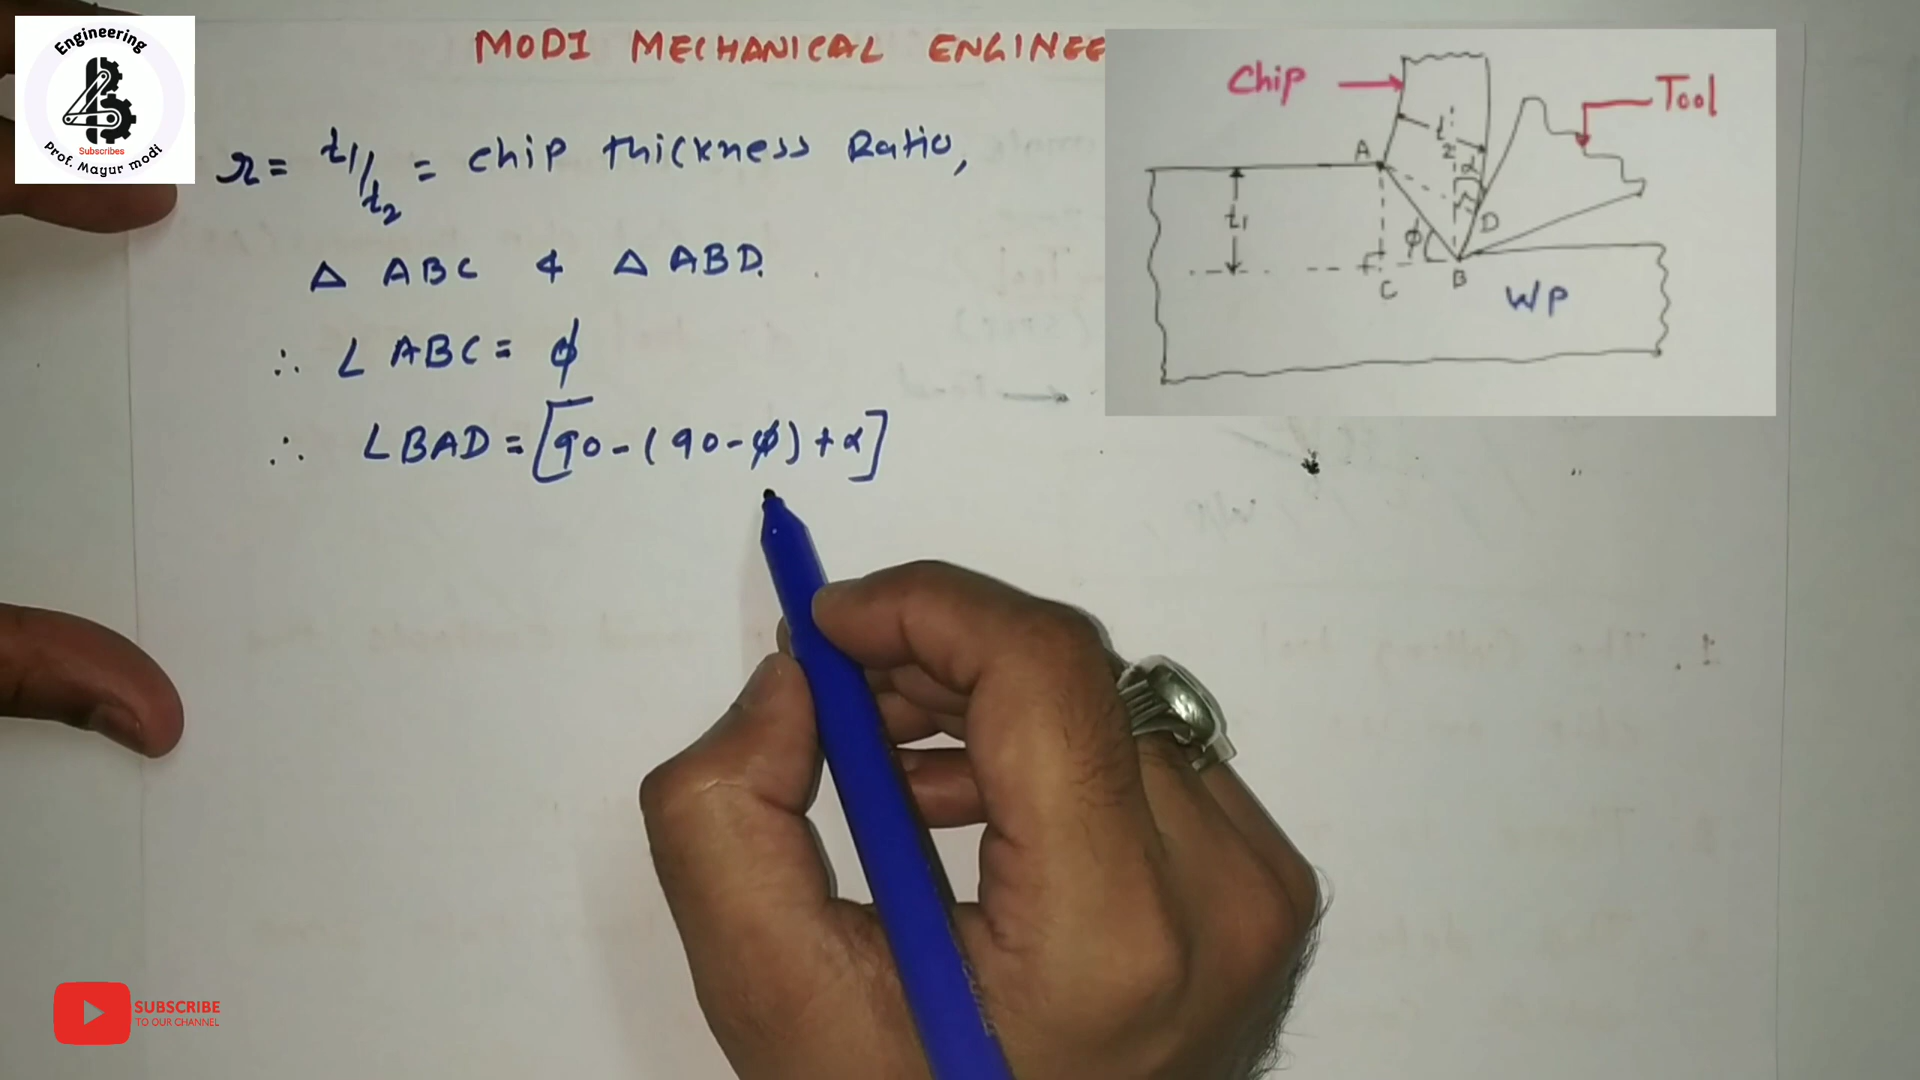 Engineering
Subscribes
Prof. Mayur modi
MODI MECHANICAL ENGINEE
r = t1/t2 = chip thickness Ratio,
Δ ABC & Δ ABD.
∴ ∠ ABC = ϕ
∴ ∠BAD = [90-(90-ϕ)+α]
Chip
Tool
A
t2
α
t1
ϕ
D
C
B
WP
SUBSCRIBE
TO OUR CHANNEL